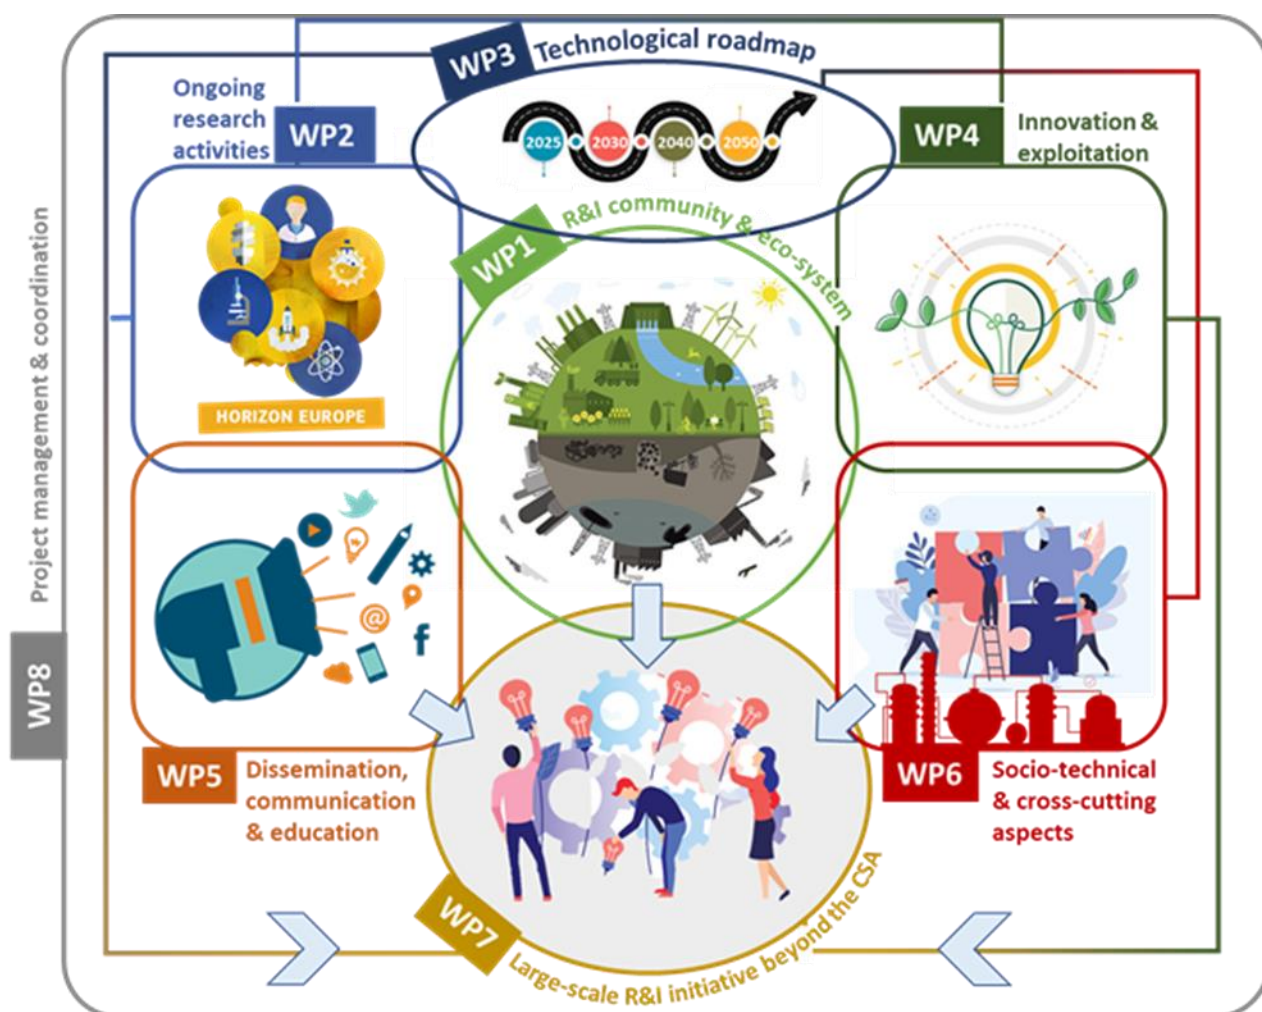 WP3
Technological roadmap
2025
2030
2040
2050
Ongoing
research
activities
WP2
WP4
Innovation &
exploitation
WP1
R&I community & eco-system
HORIZON EUROPE
Project management & coordination
WP8
@
f
WP5
Dissemination,
communication
& education
WP6
Socio-technical
& cross-cutting
aspects
WP7
Large-scale R&I initiative beyond the CSA